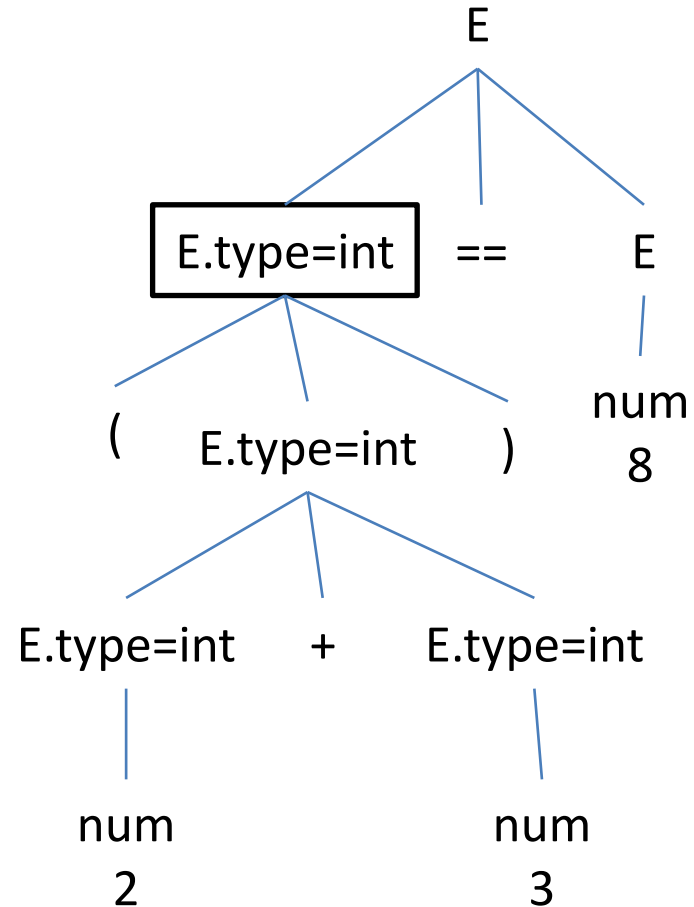 E
E.type=int == E
num
8
( E.type=int )
E.type=int + E.type=int
num num
2 3